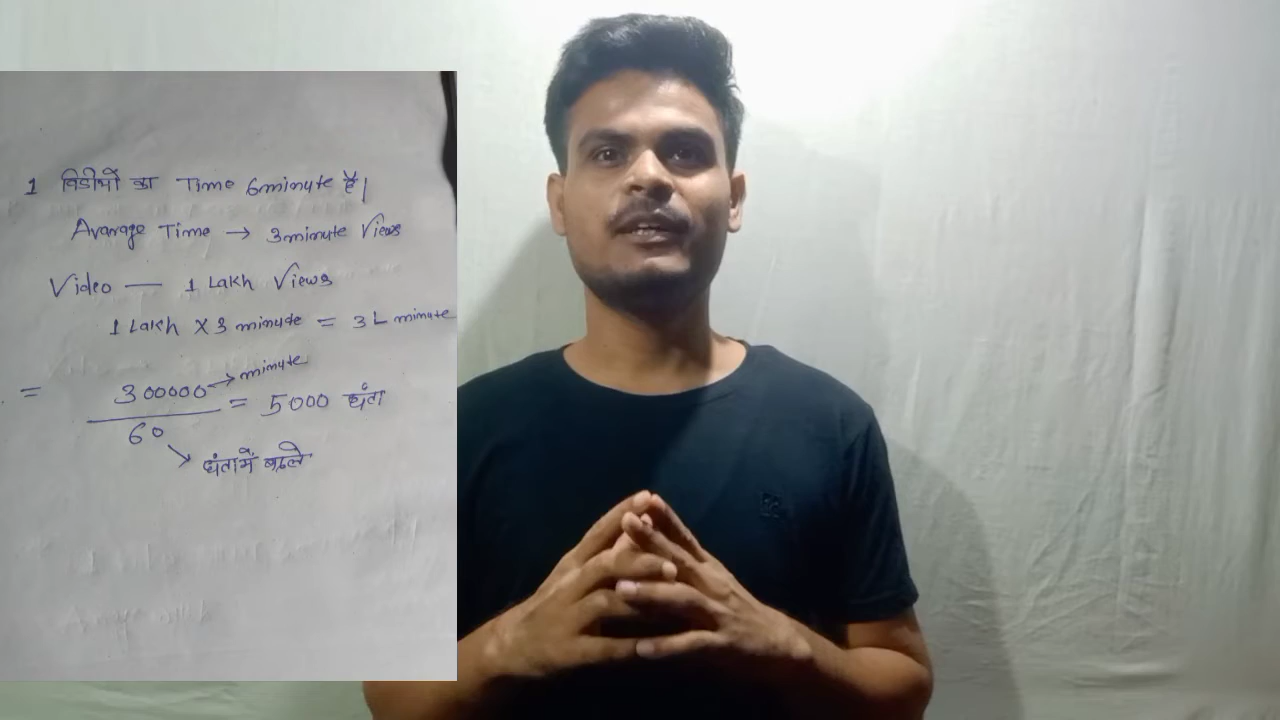 1 विडीयों का Time 6minute है|
Avarage Time → 3minute Views
Video — 1 Lakh Views
1 Lakh X 3 minute = 3 L minute
= 300000 → minute
60 = 5000 घंटा
→ घंटा में बदले